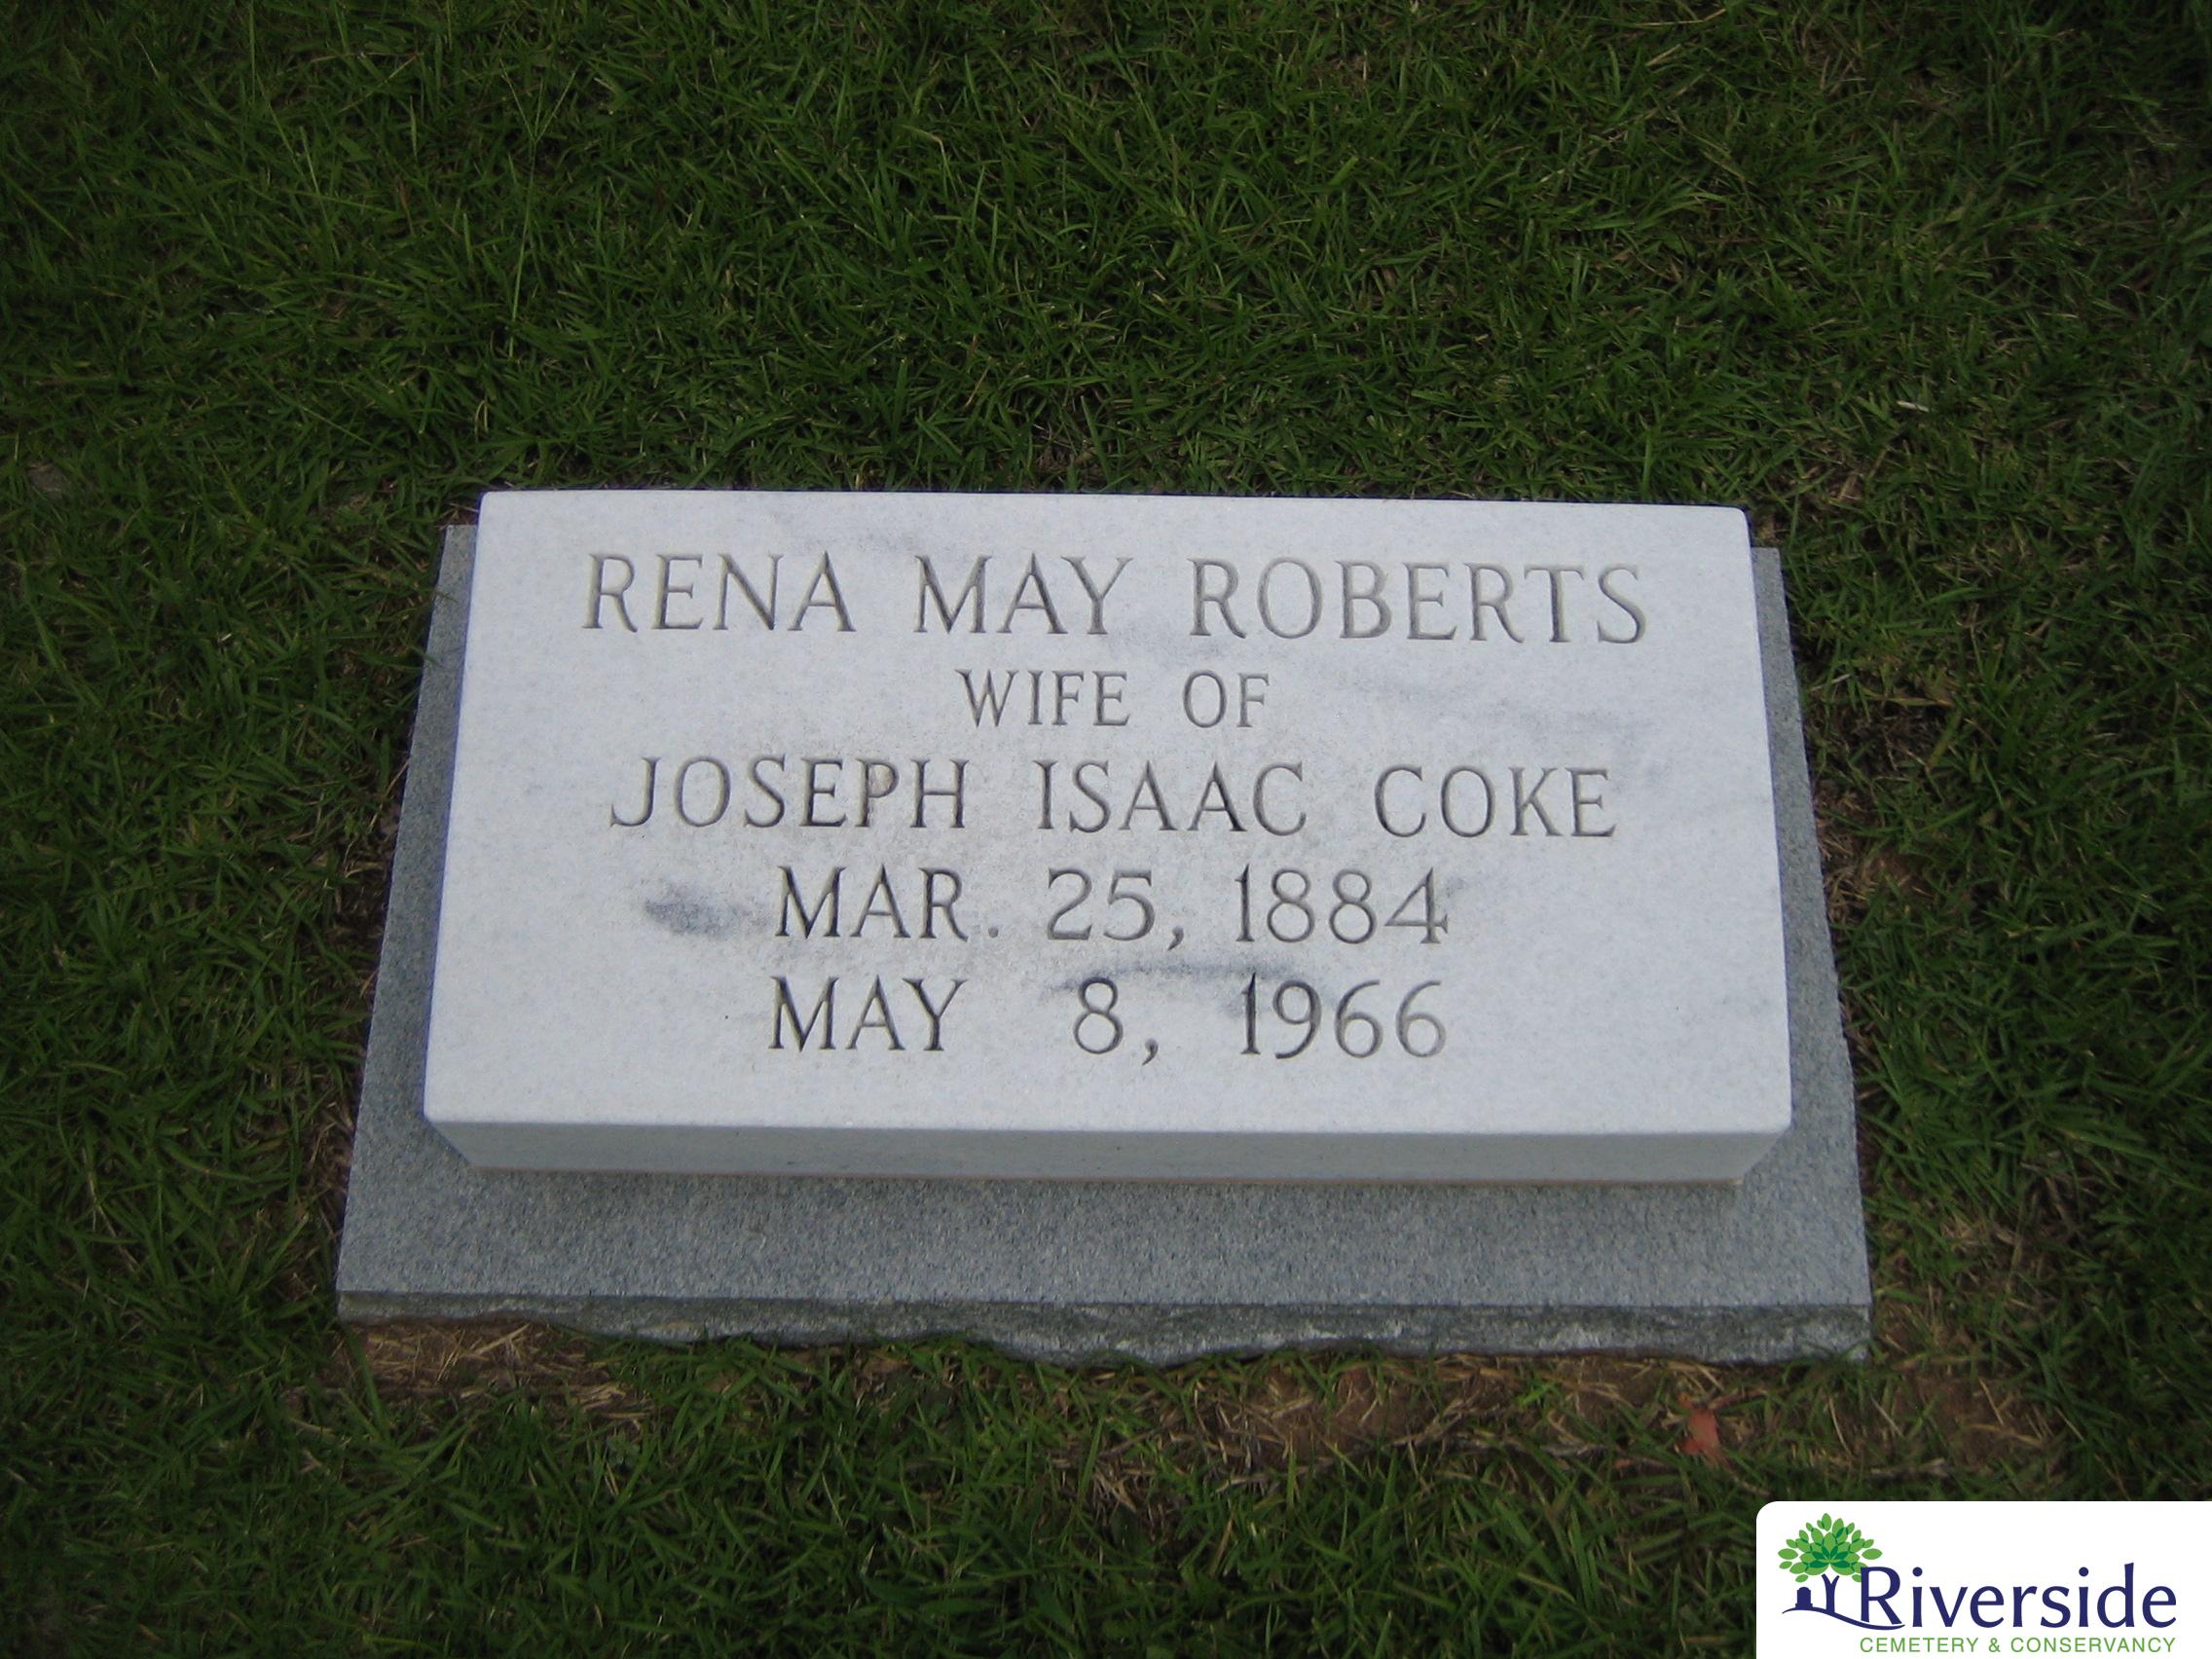 RENA MAY ROBERTS
WIFE OF
JOSEPH ISAAC COKE
MAR. 25, 1884
MAY 8, 1966
Riverside
CEMETERY & CONSERVANCY